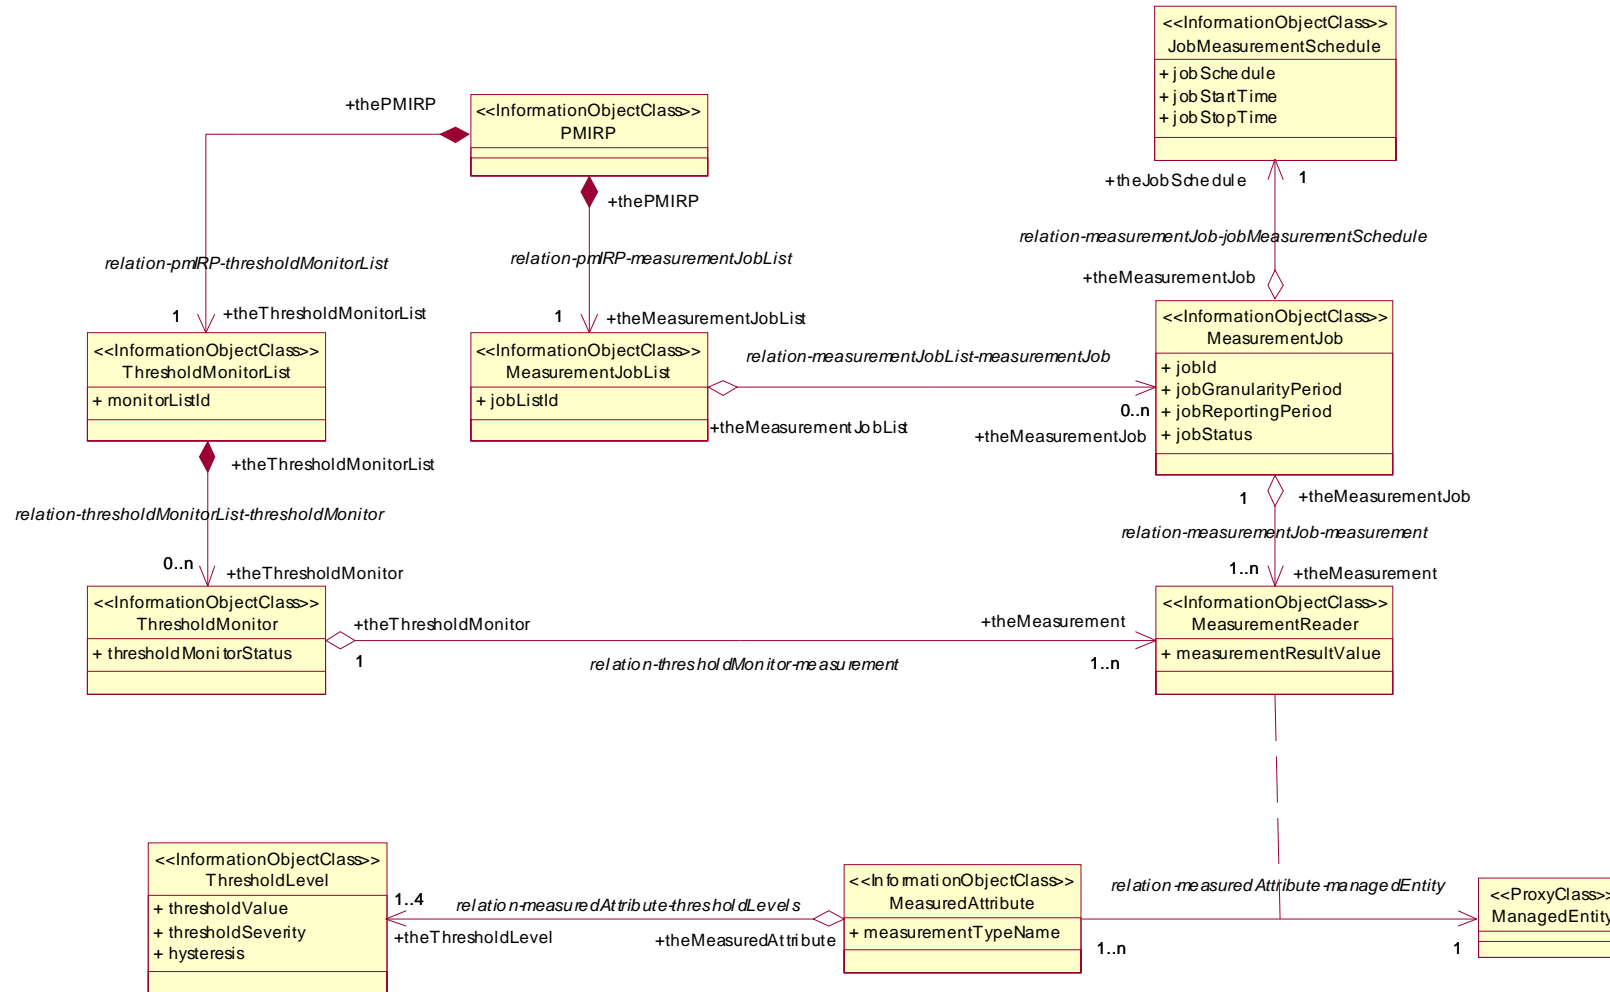 <<InformationObjectClass>>
JobMeasurementSchedule
+ jobSchedule
+ jobStartTime
+ jobStopTime
+thePMIRP
<<InformationObjectClass>>
PMIRP
+theJobSchedule
1
+thePMIRP
relation-measurementJob-jobMeasurementSchedule
relation-pmIRP-thresholdMonitorList
relation-pmIRP-measurementJobList
+theMeasurementJob
1
+theThresholdMonitorList
1
+theMeasurementJobList
<<InformationObjectClass>>
MeasurementJob
+ jobId
+ jobGranularityPeriod
+ jobReportingPeriod
+ jobStatus
<<InformationObjectClass>>
ThresholdMonitorList
+ monitorListId
<<InformationObjectClass>>
MeasurementJobList
+ jobListId
relation-measurementJobList-measurementJob
0..n
+theMeasurementJobList
+theMeasurementJob
+theThresholdMonitorList
1
+theMeasurementJob
relation-thresholdMonitorList-thresholdMonitor
relation-measurementJob-measurement
0..n
+theThresholdMonitor
1..n
+theMeasurement
<<InformationObjectClass>>
ThresholdMonitor
+ thresholdMonitorStatus
+theThresholdMonitor
1
relation-thresholdMonitor-measurement
+theMeasurement
1..n
<<InformationObjectClass>>
MeasurementReader
+ measurementResultValue
<<InformationObjectClass>>
ThresholdLevel
+ thresholdValue
+ thresholdSeverity
+ hysteresis
1..4
relation-measuredAttribute-thresholdLevels
+theThresholdLevel
+theMeasuredAttribute
<<InformationObjectClass>>
MeasuredAttribute
+ measurementTypeName
relation-measuredAttribute-managedEntity
1..n
1
<<ProxyClass>>
ManagedEntity